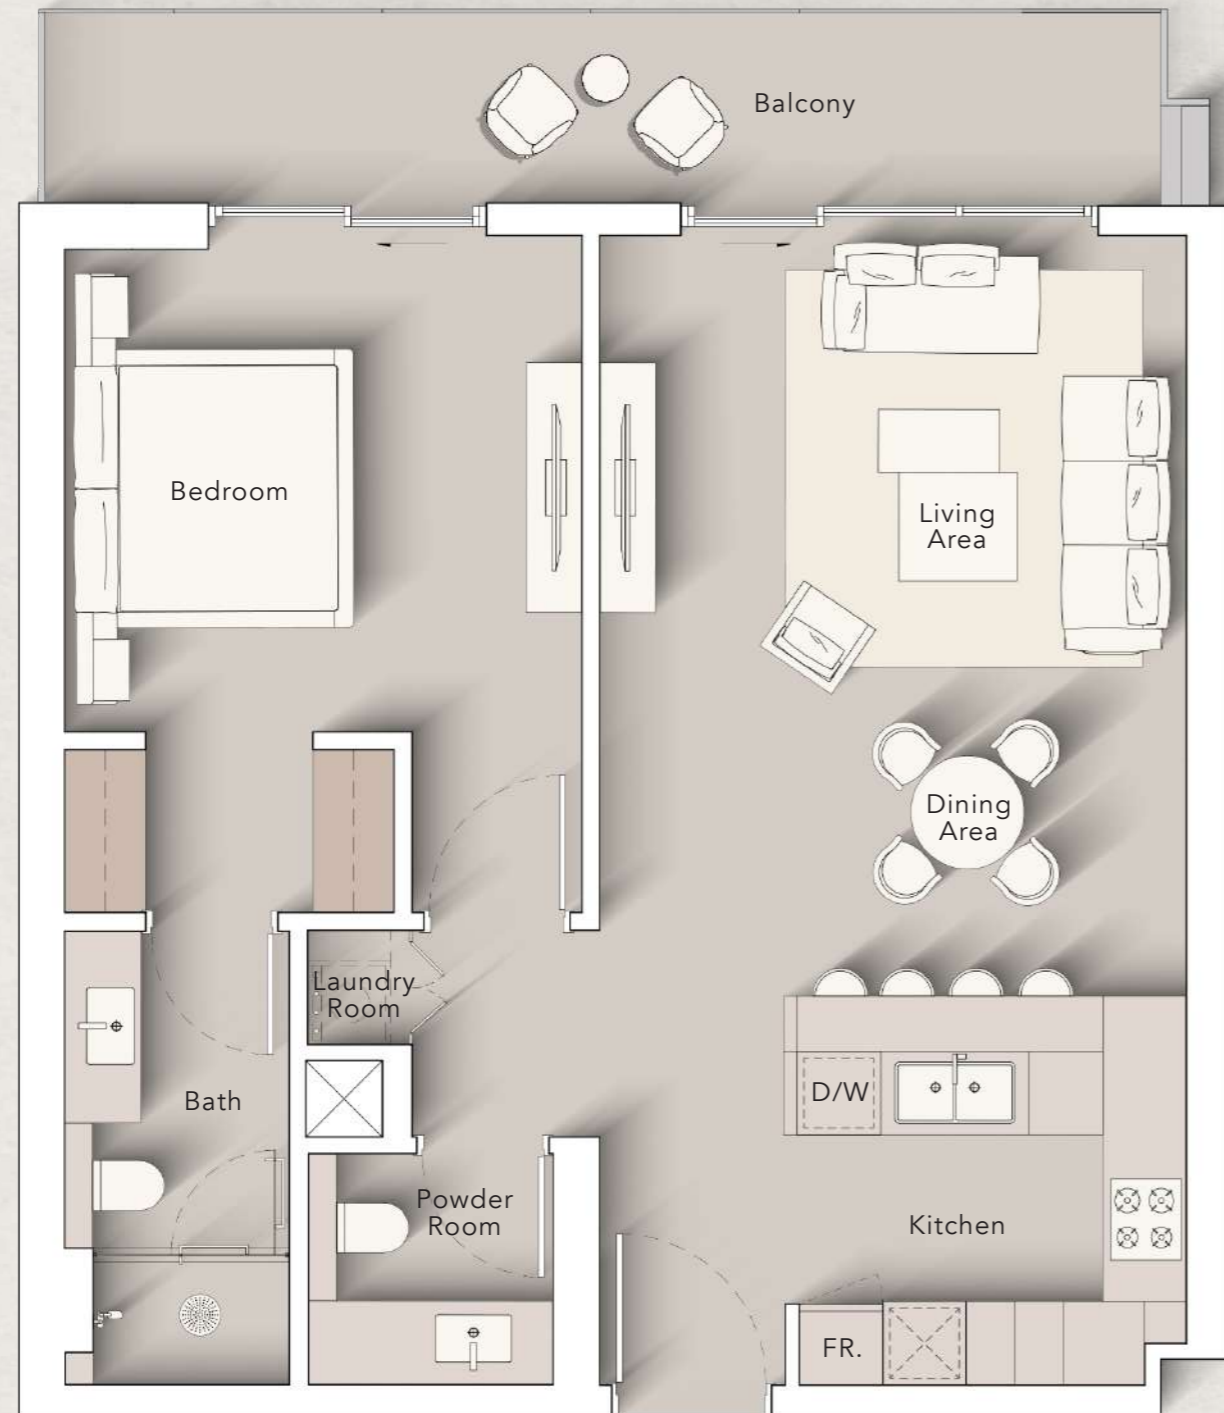 Balcony
Bedroom
Living
Area
Dining
Area
Laundry
Room
D/W
Bath
Powder
Room
Kitchen
FR.